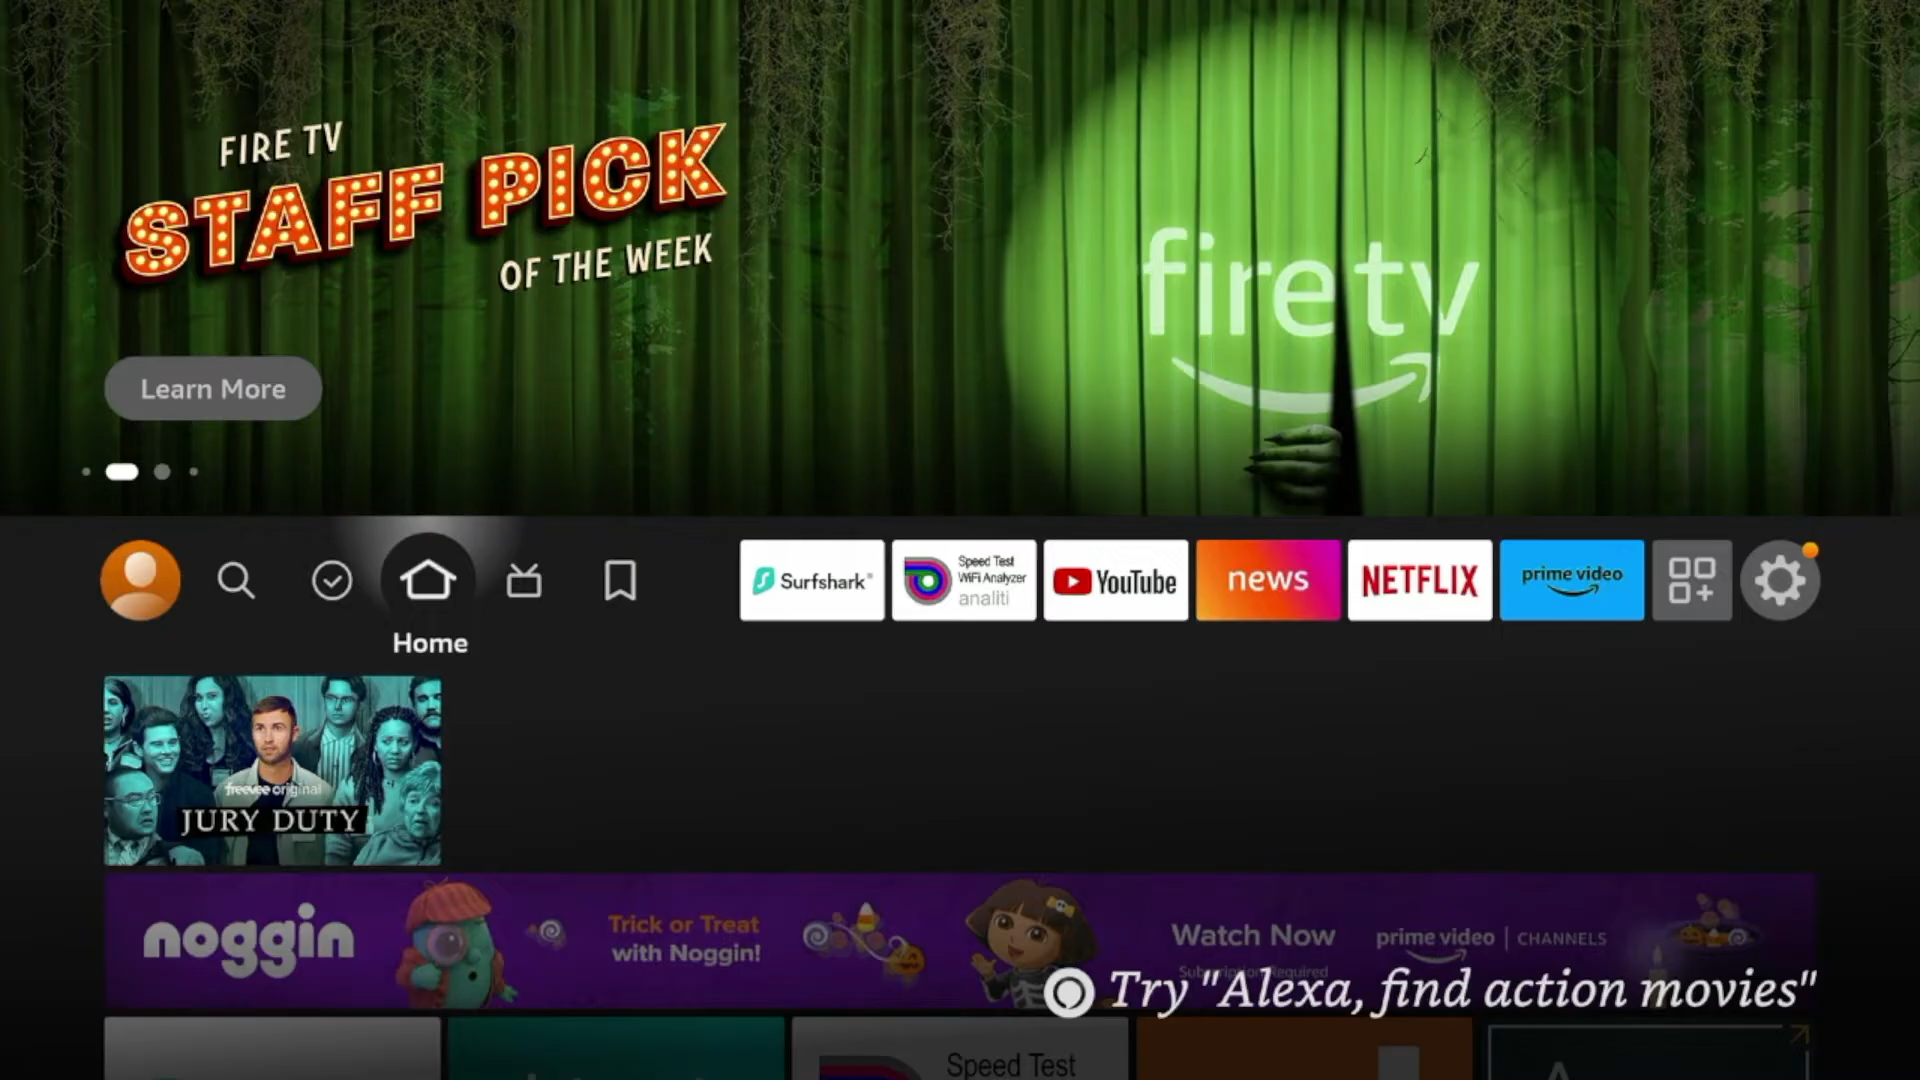 FIRE TV
STAFF PICK
OF THE WEEK
fire tv
Learn More
Surfshark®
Speed Test
WiFi Analyzer
analiti
YouTube
news
NETFLIX
prime video
Home
freevee original
JURY DUTY
noggin
Trick or Treat
with Noggin!
Watch Now
Subscription Required
prime video | CHANNELS
Try "Alexa, find action movies"
Speed Test